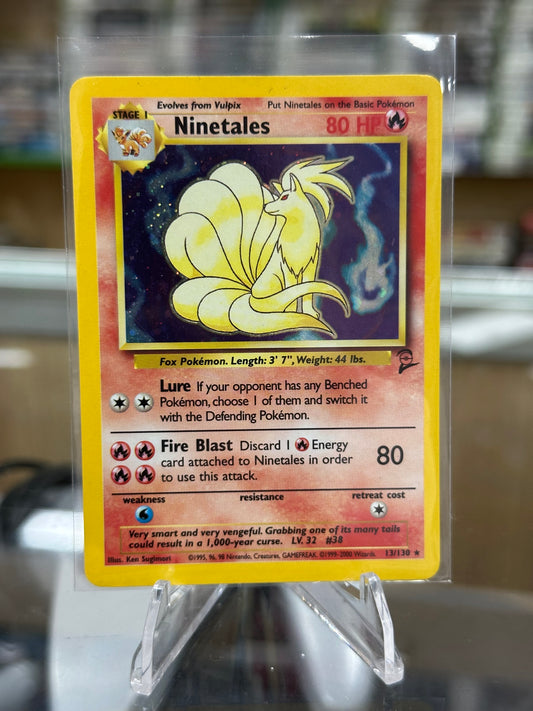 Evolves from Vulpix Put Ninetales on the Basic Pokémon
STAGE 1
Ninetales 80 HP
Fox Pokémon. Length: 3' 7", Weight: 44 lbs.
Lure If your opponent has any Benched
Pokémon, choose 1 of them and switch it
with the Defending Pokémon.
Fire Blast Discard 1 Energy
card attached to Ninetales in order
to use this attack.
80
weakness resistance retreat cost
Very smart and very vengeful. Grabbing one of its many tails
could result in a 1,000-year curse. LV. 32 #38
Illus. Ken Sugimori ©1995, 96, 98 Nintendo, Creatures, GAMEFREAK. ©1999-2000 Wizards. 13/130 ★